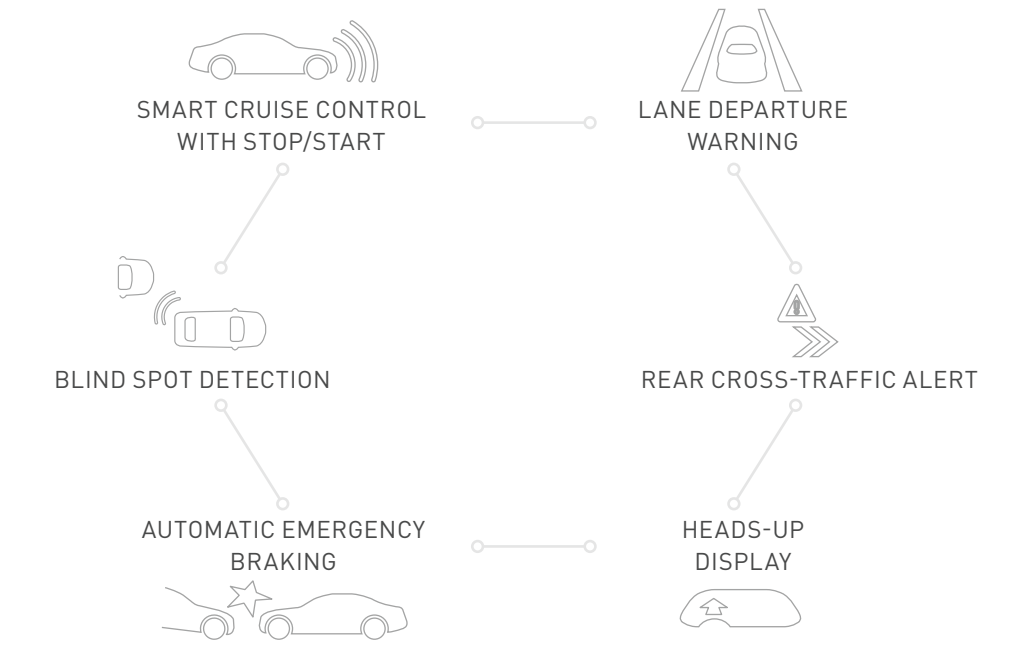 SMART CRUISE CONTROL
WITH STOP/START
LANE DEPARTURE
WARNING
BLIND SPOT DETECTION
REAR CROSS-TRAFFIC ALERT
AUTOMATIC EMERGENCY
BRAKING
HEADS-UP
DISPLAY